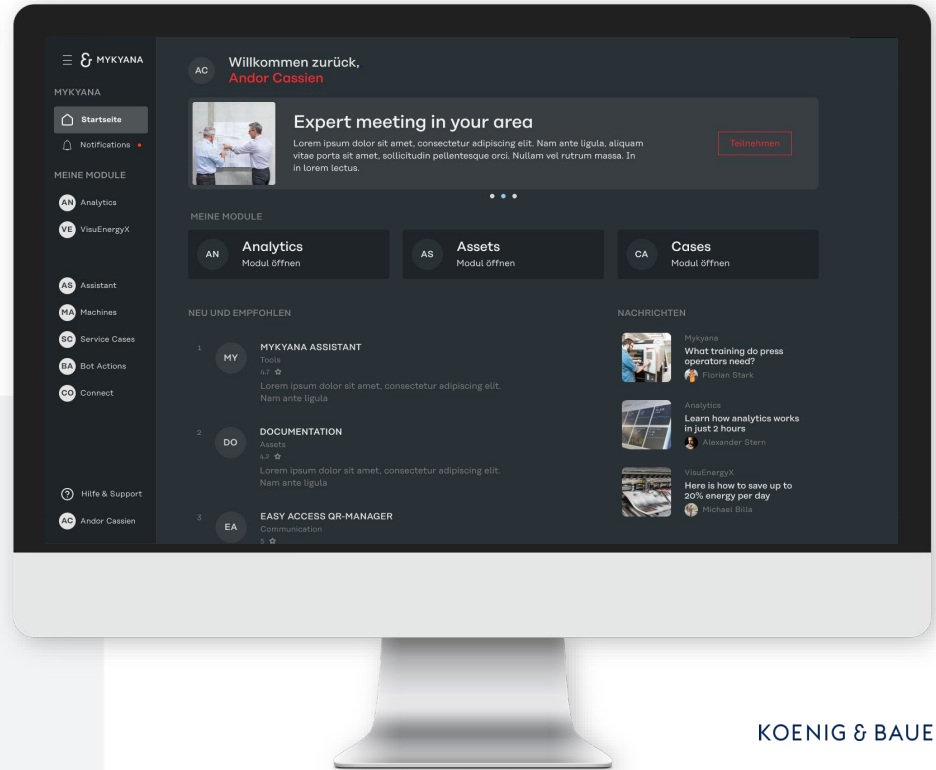 & MYKYANA
MYKYANA
Startseite
Notifications
MEINE MODULE
AN Analytics
VE VisuEnergyX
AS Assistant
MA Machines
SC Service Cases
BA Bot Actions
CO Connect
Hilfe & Support
AC Andor Cassien
AC
Willkommen zurück,
Andor Cassien
Expert meeting in your area
Lorem ipsum dolor sit amet, consectetur adipiscing elit. Nam ante ligula, aliquam
vitae porta sit amet, sollicitudin pellentesque orci. Nullam vel rutrum massa. In
in lorem lectus.
Teilnehmen
MEINE MODULE
AN
Analytics
Modul öffnen
AS
Assets
Modul öffnen
CA
Cases
Modul öffnen
NEU UND EMPFOHLEN
1
MY
MYKYANA ASSISTANT
Tools
4.7
Lorem ipsum dolor sit amet, consectetur adipiscing elit.
Nam ante ligula
2
DO
DOCUMENTATION
Assets
Lorem ipsum dolor sit amet, consectetur adipiscing elit.
Nam ante ligula
3
EA
EASY ACCESS QR-MANAGER
Communication
5
NACHRICHTEN
Mykyana
What training do press
operators need?
Florian Stark
Analytics
Learn how analytics works
in just 2 hours
Alexander Stern
VisuEnergyX
Here is how to save up to
20% energy per day
Michael Billa
KOENIG & BAUE